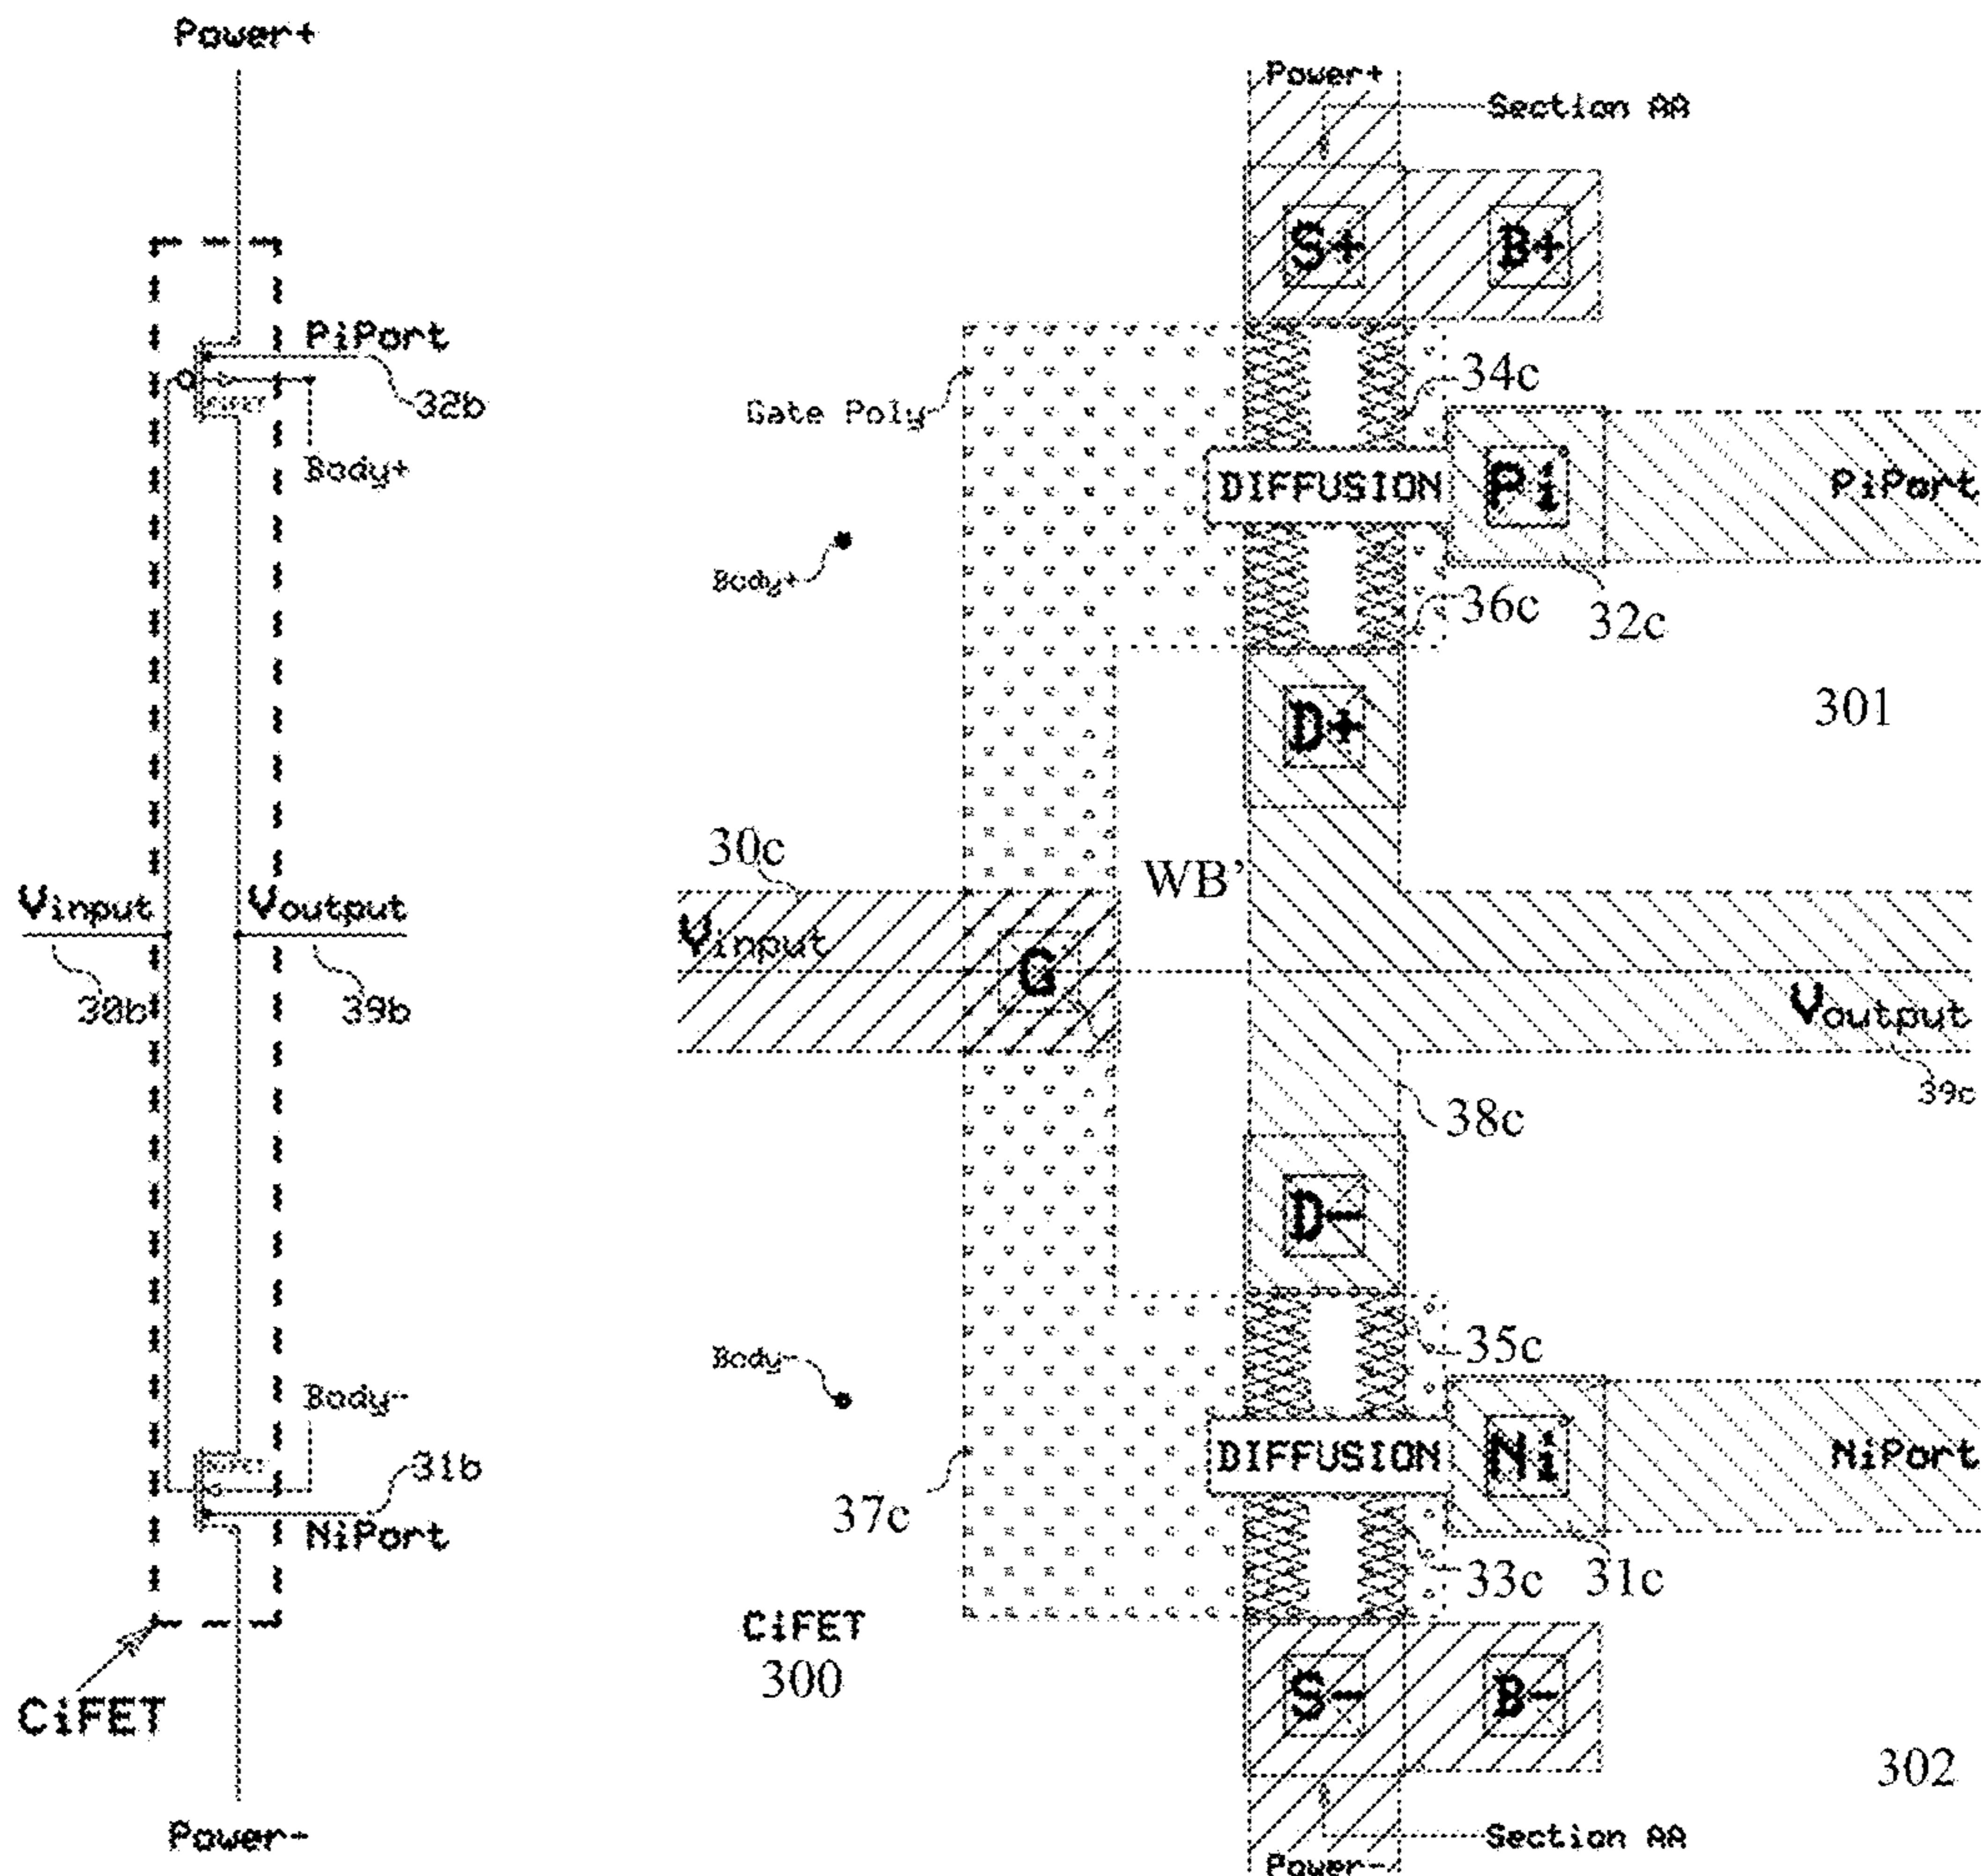 Power+
PiPort
32b
Body+
Vinput
Voutput
30b
39b
Body-
31b
NiPort
CiFET
Power-
Power+
Section AA
S+
B+
34c
Gate Poly
DIFFUSION
Pi
PiPort
Body+
36c
32c
D+
301
30c
WB'
Vinput
G
Voutput
39c
38c
D-
35c
Body-
DIFFUSION
Ni
NiPort
37c
33c
31c
CiFET
300
S-
B-
302
Section AA
Power-